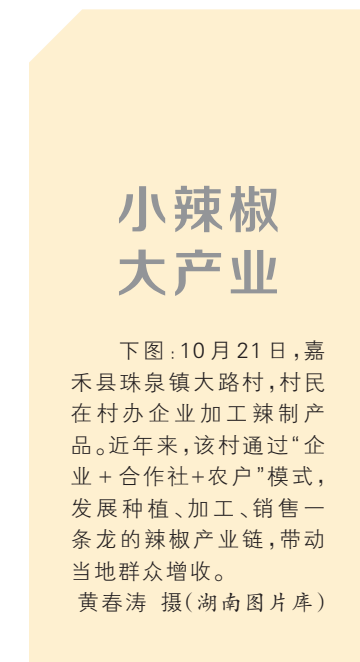 小辣椒
大产业
下图:10月21日,嘉
禾县珠泉镇大路村,村民
在村办企业加工辣制产
品。近年来,该村通过“企
业+合作社+农户”模式,
发展种植、加工、销售一
条龙的辣椒产业链,带动
当地群众增收。
黄春涛 摄(湖南图片库)